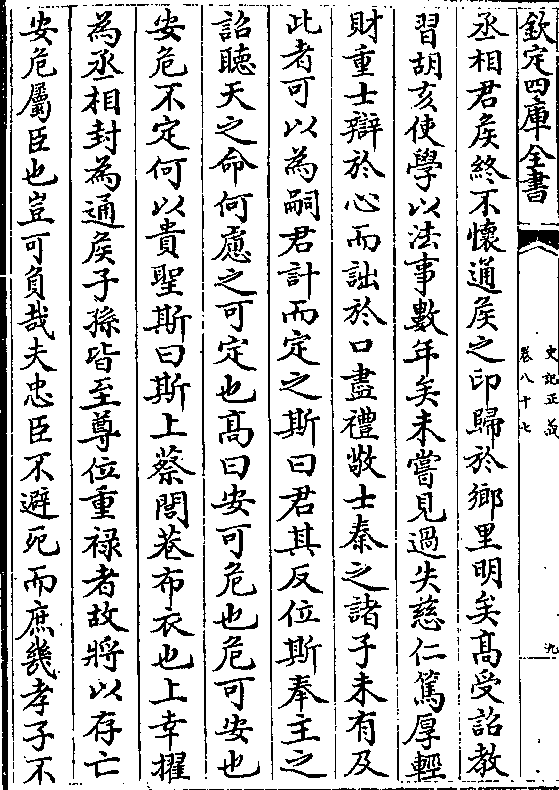 欽定四庫全書
史記正義
卷八十七
九
丞相君侯終不懷通侯之印歸於鄉里明矣髙受詔教
習胡亥使學以法事數年矣未嘗見過失慈仁篤厚輕
財重士辯於心而詘於口盡禮敬士秦之諸子未有及
此者可以為嗣君計而定之斯曰君其反位斯奉主之
詔聽天之命何慮之可定也髙曰安可危也危可安也
安危不定何以貴聖斯曰斯上蔡閭巷布衣也上幸擢
為丞相封為通侯子孫皆至尊位重禄者故將以存亡
安危屬臣也豈可負哉夫忠臣不避死而庶幾孝子不